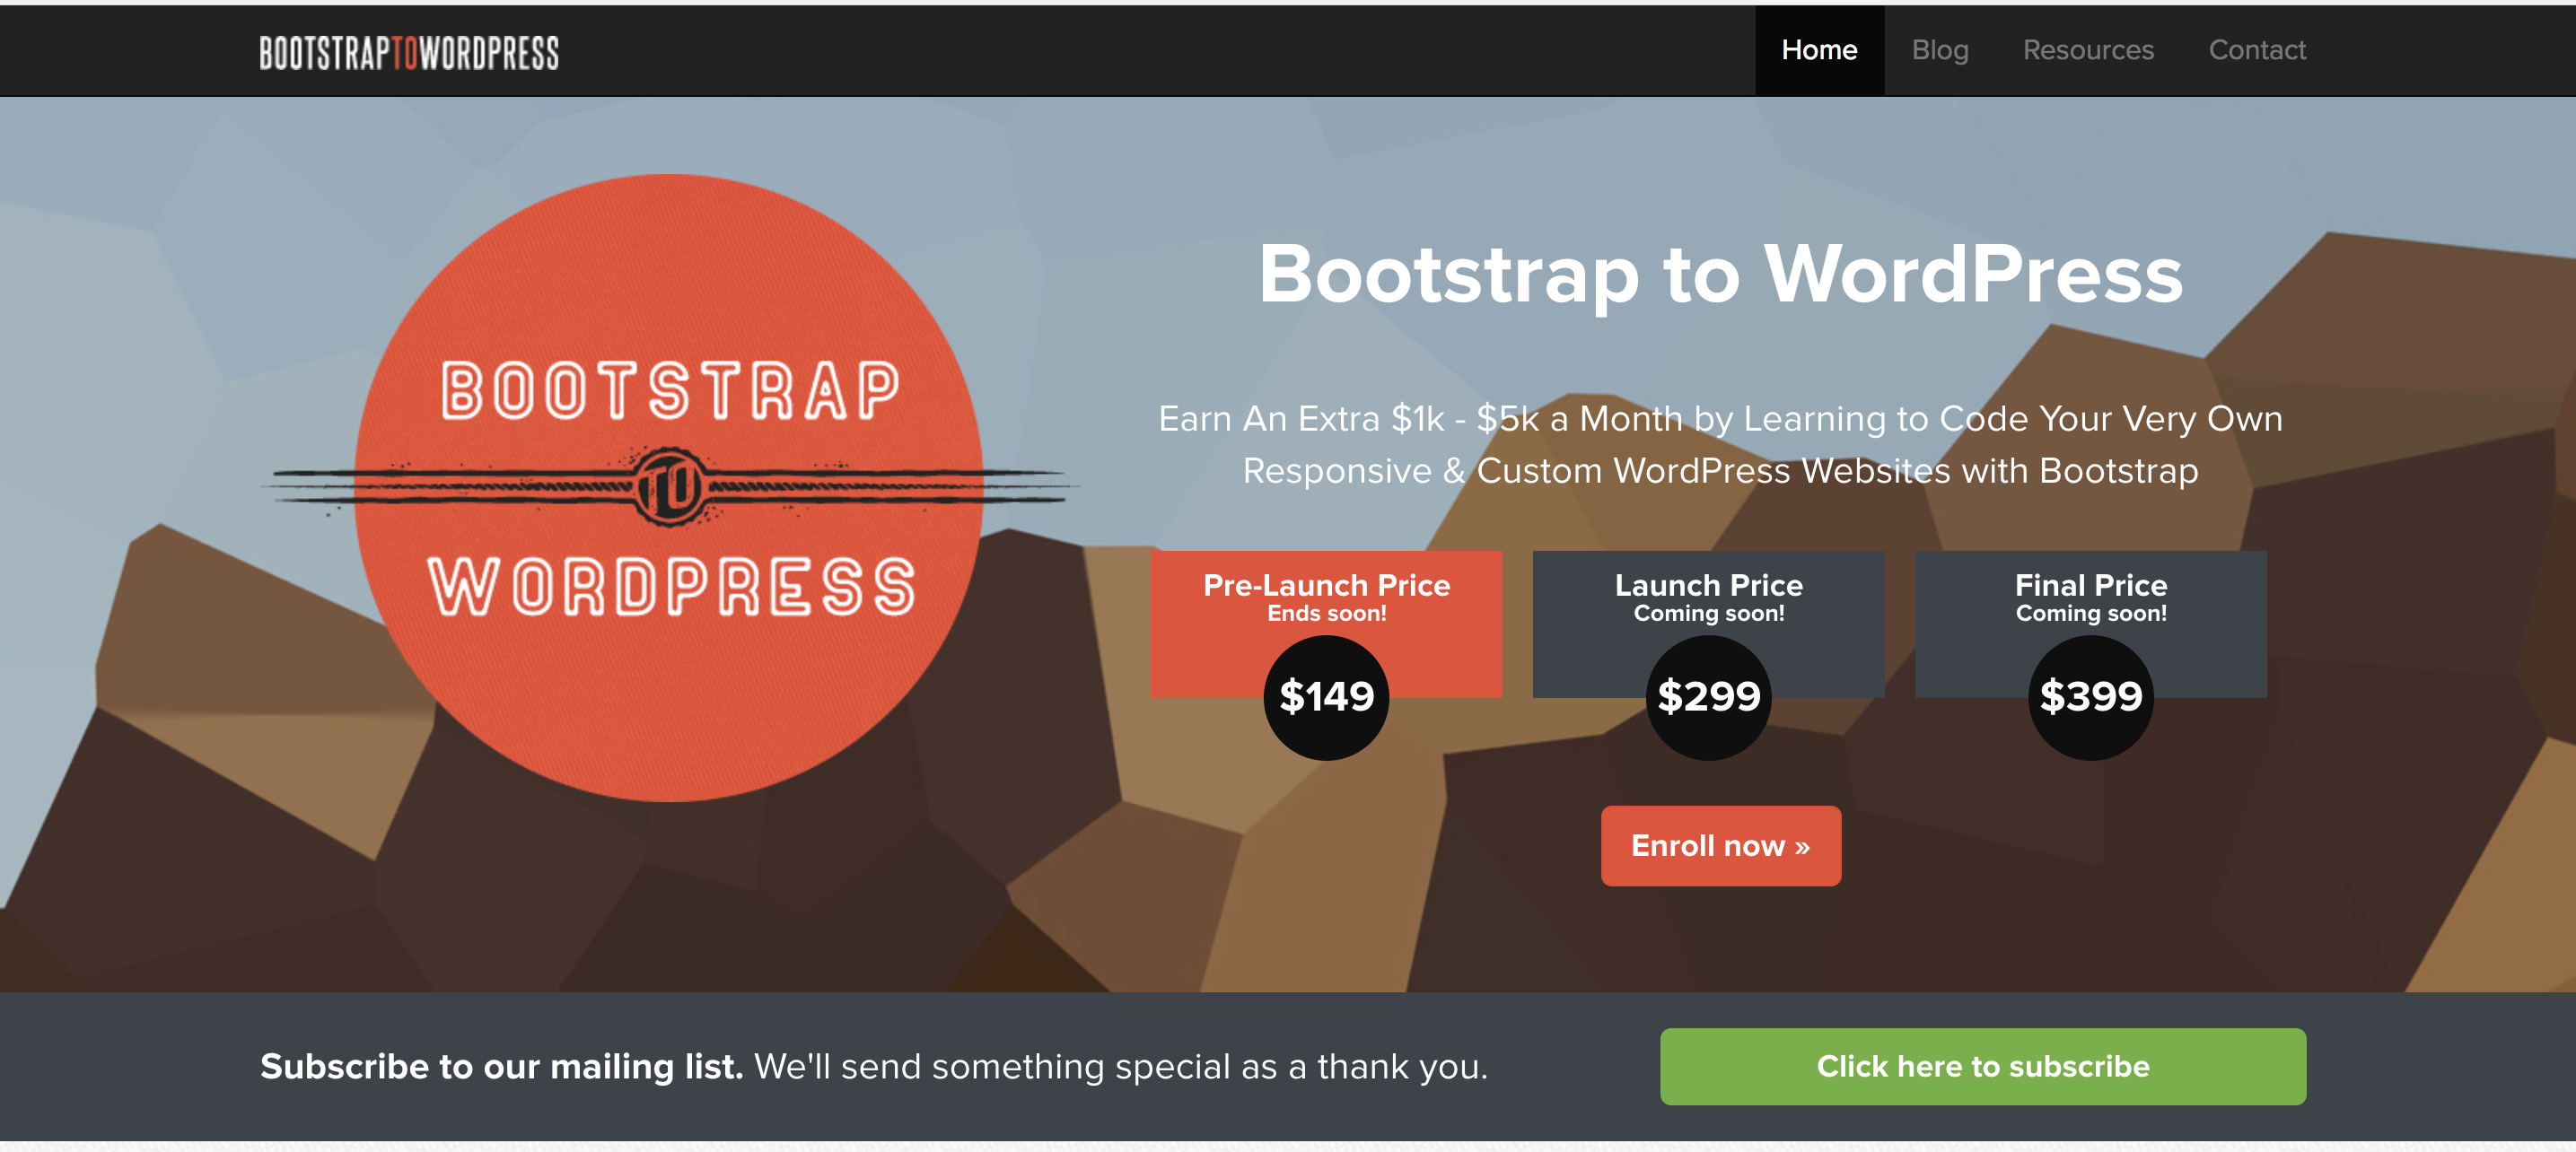 BOOTSTRAPTOWORDPRESS
Home Blog Resources Contact
BOOTSTRAP
TO
WORDPRESS
Bootstrap to WordPress
Earn An Extra $1k - $5k a Month by Learning to Code Your Very Own
Responsive & Custom WordPress Websites with Bootstrap
Pre-Launch Price
Ends soon!
$149
Launch Price
Coming soon!
$299
Final Price
Coming soon!
$399
Enroll now »
Subscribe to our mailing list. We'll send something special as a thank you.
Click here to subscribe